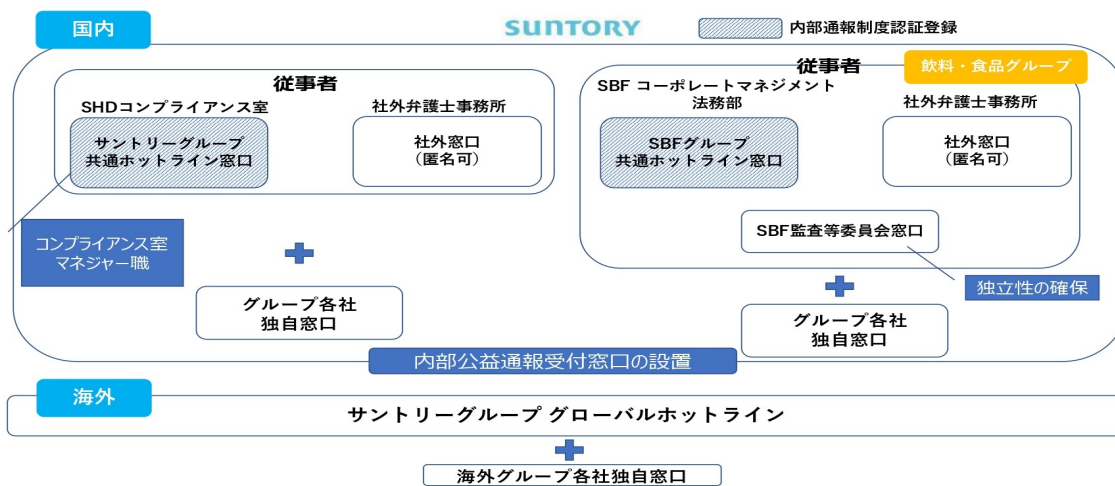 国内
SUNTORY
内部通報制度認証登録
従事者
SHDコンプライアンス室
サントリーグループ
共通ホットライン窓口
社外弁護士事務所
社外窓口
(匿名可)
コンプライアンス室
マネジャー職
グループ各社
独自窓口
従事者
飲料・食品グループ
SBF コーポレートマネジメント
法務部
SBFグループ
共通ホットライン窓口
社外弁護士事務所
社外窓口
(匿名可)
SBF監査等委員会窓口
独立性の確保
グループ各社
独自窓口
内部公益通報受付窓口の設置
海外
サントリーグループ グローバルホットライン
海外グループ各社独自窓口